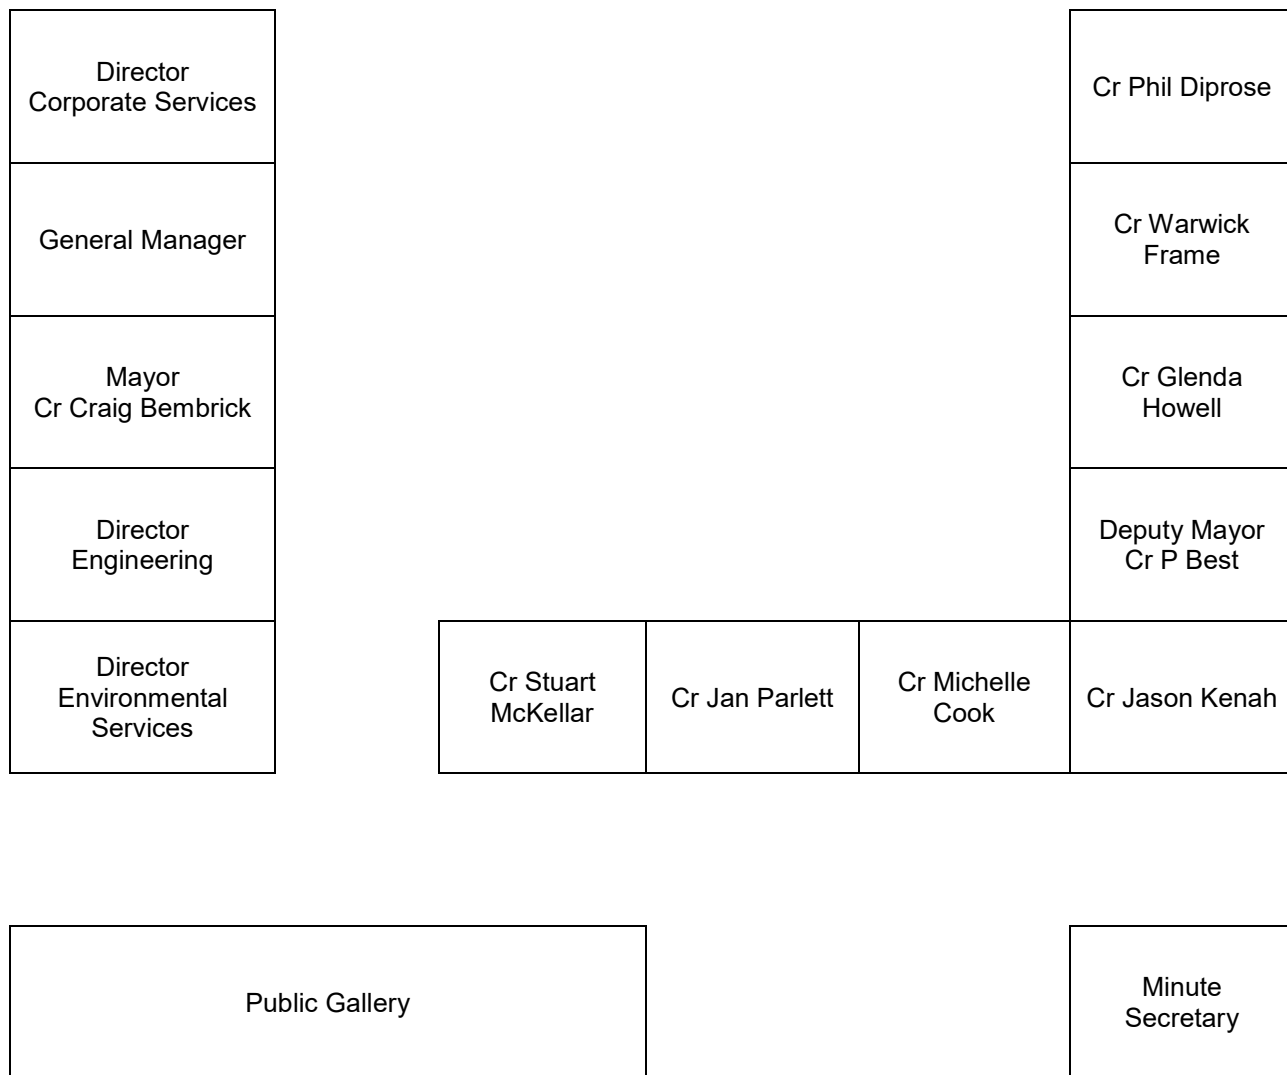 Director
Corporate Services
Cr Phil Diprose
General Manager
Cr Warwick
Frame
Mayor
Cr Craig Bembrick
Cr Glenda
Howell
Director
Engineering
Deputy Mayor
Cr P Best
Director
Environmental
Services
Cr Stuart
McKellar
Cr Jan Parlett
Cr Michelle
Cook
Cr Jason Kenah
Public Gallery
Minute
Secretary